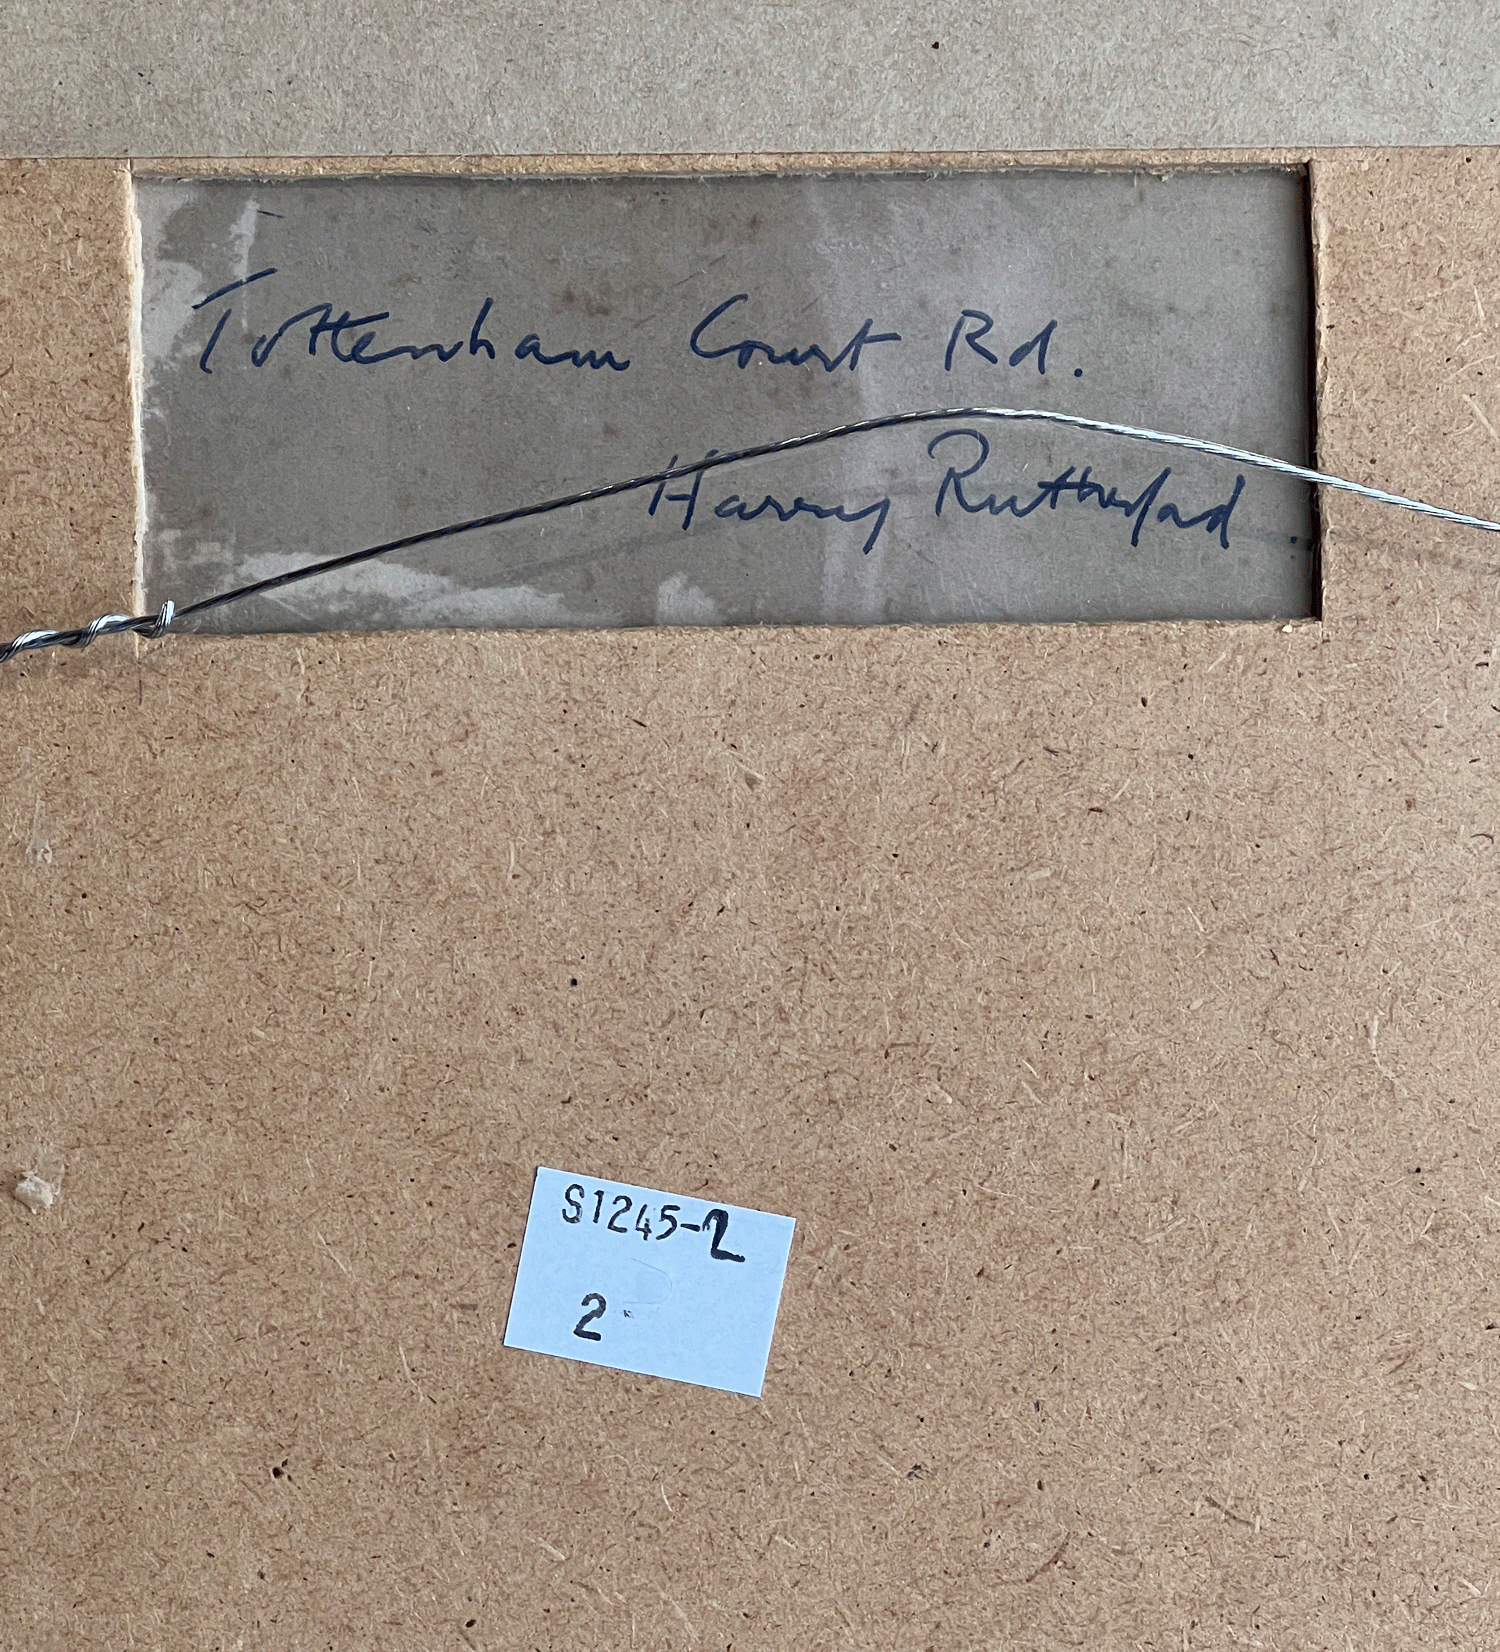 Tottenham Court Rd.
Harry Rutherford.
S1245-2
2